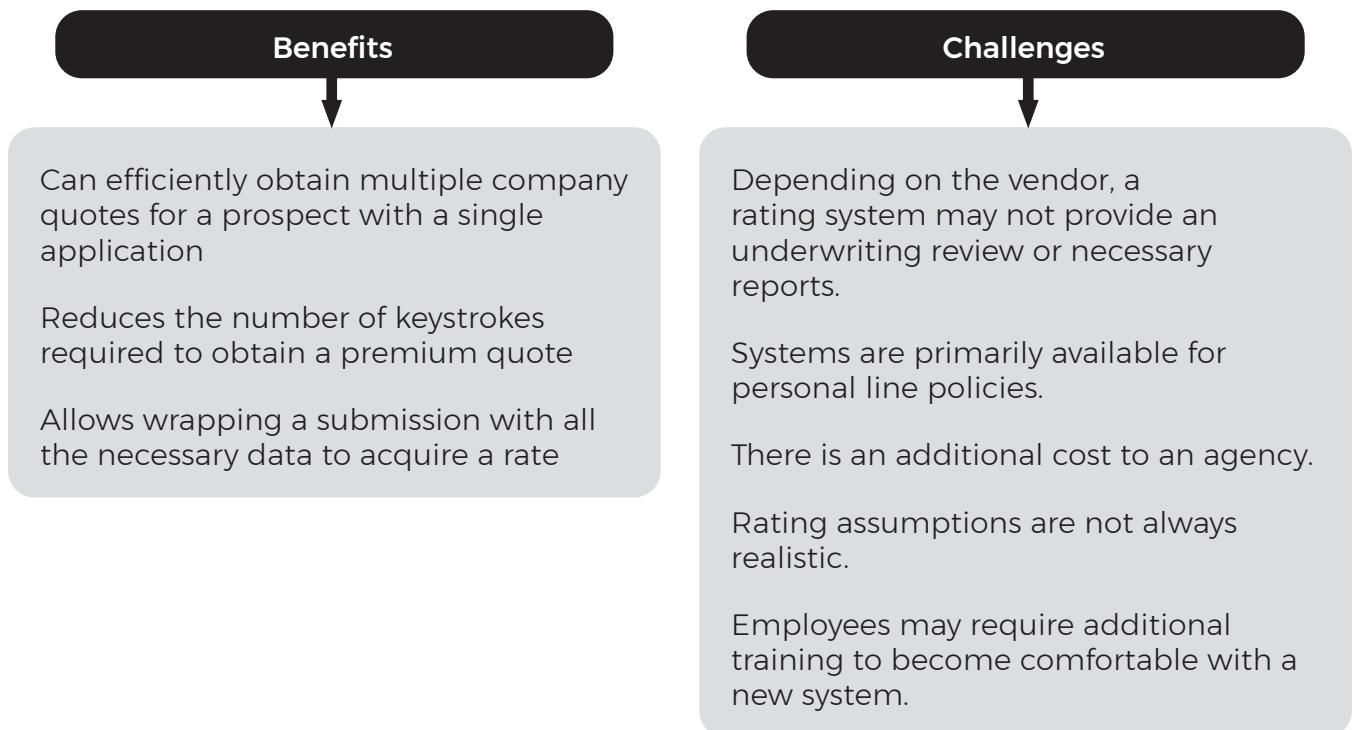 Benefits
Can efficiently obtain multiple company
quotes for a prospect with a single
application
Reduces the number of keystrokes
required to obtain a premium quote
Allows wrapping a submission with all
the necessary data to acquire a rate
Challenges
Depending on the vendor, a
rating system may not provide an
underwriting review or necessary
reports.
Systems are primarily available for
personal line policies.
There is an additional cost to an agency.
Rating assumptions are not always
realistic.
Employees may require additional
training to become comfortable with a
new system.